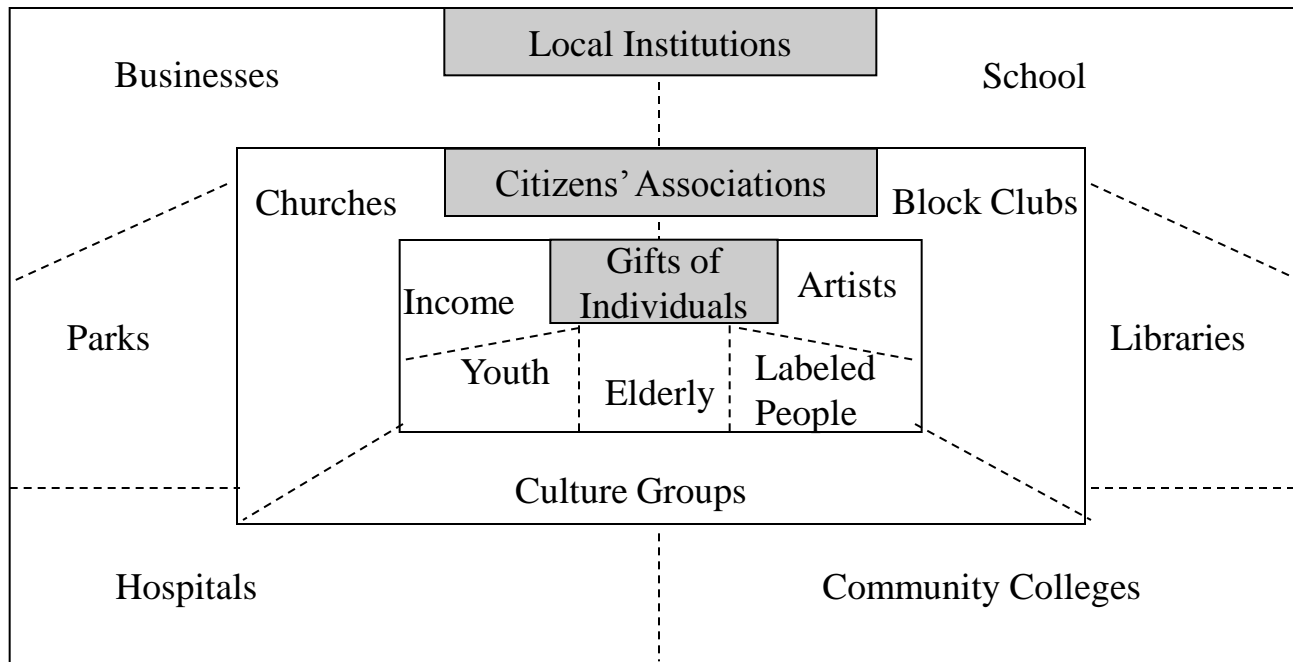 Local Institutions
Businesses
School
Citizens’ Associations
Churches
Block Clubs
Gifts of
Individuals
Income
Artists
Parks
Libraries
Youth
Elderly
Labeled
People
Culture Groups
Hospitals
Community Colleges